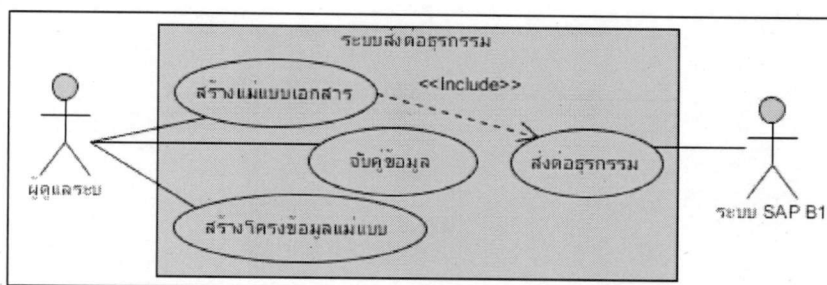 ระบบส่งต่อธุรกรรม
สร้างแม่แบบเอกสาร
<<Include>>
จับคู่ข้อมูล
ส่งต่อธุรกรรม
ผู้ดูแลระบ
สร้างโครงข้อมูลแม่แบบ
ระบบ SAP B1